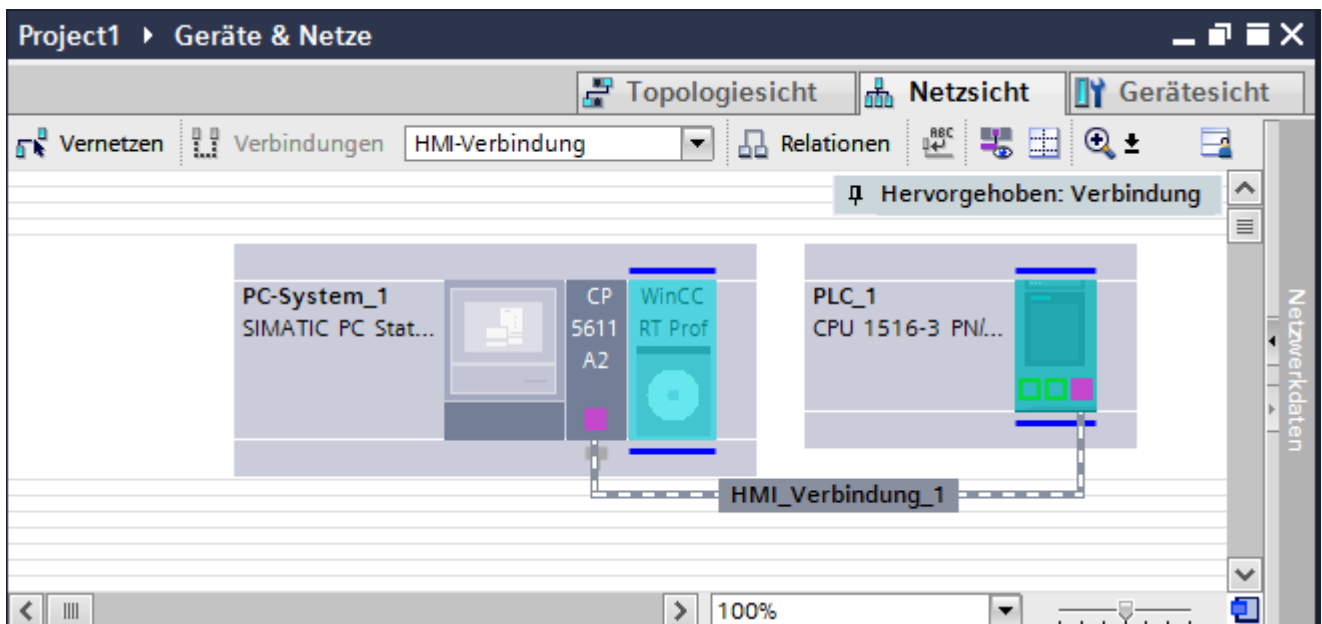 Project1 ▸ Geräte & Netze
Topologiesicht Netzsicht Gerätesicht
Vernetzen Verbindungen HMI-Verbindung Relationen
Hervorgehoben: Verbindung
PC-System_1
SIMATIC PC Stat...
CP
5611
A2
WinCC
RT Prof
PLC_1
CPU 1516-3 PN/...
HMI_Verbindung_1
Netzwerkdaten
100%